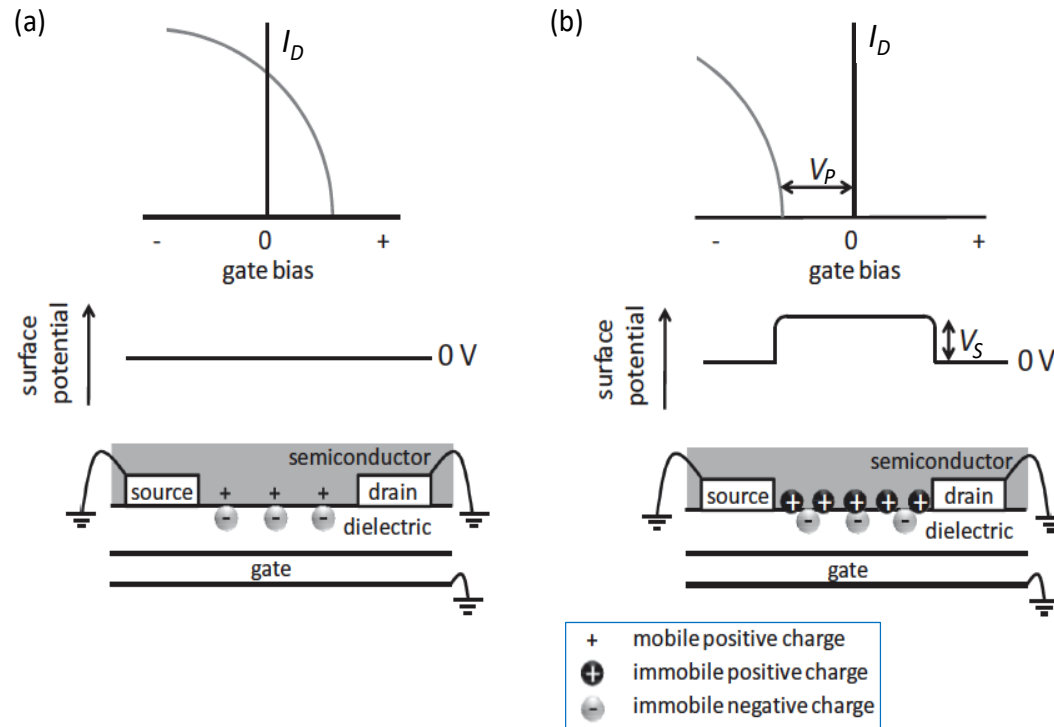 (a)
I_D
-
0
+
gate bias
surface
potential
0 V
semiconductor
source
+ + +
drain
- - -
dielectric
gate
(b)
I_D
V_P
-
0
+
gate bias
surface
potential
V_S
0 V
semiconductor
source
+ + + + +
drain
- - -
dielectric
gate
+ mobile positive charge
+ immobile positive charge
- immobile negative charge